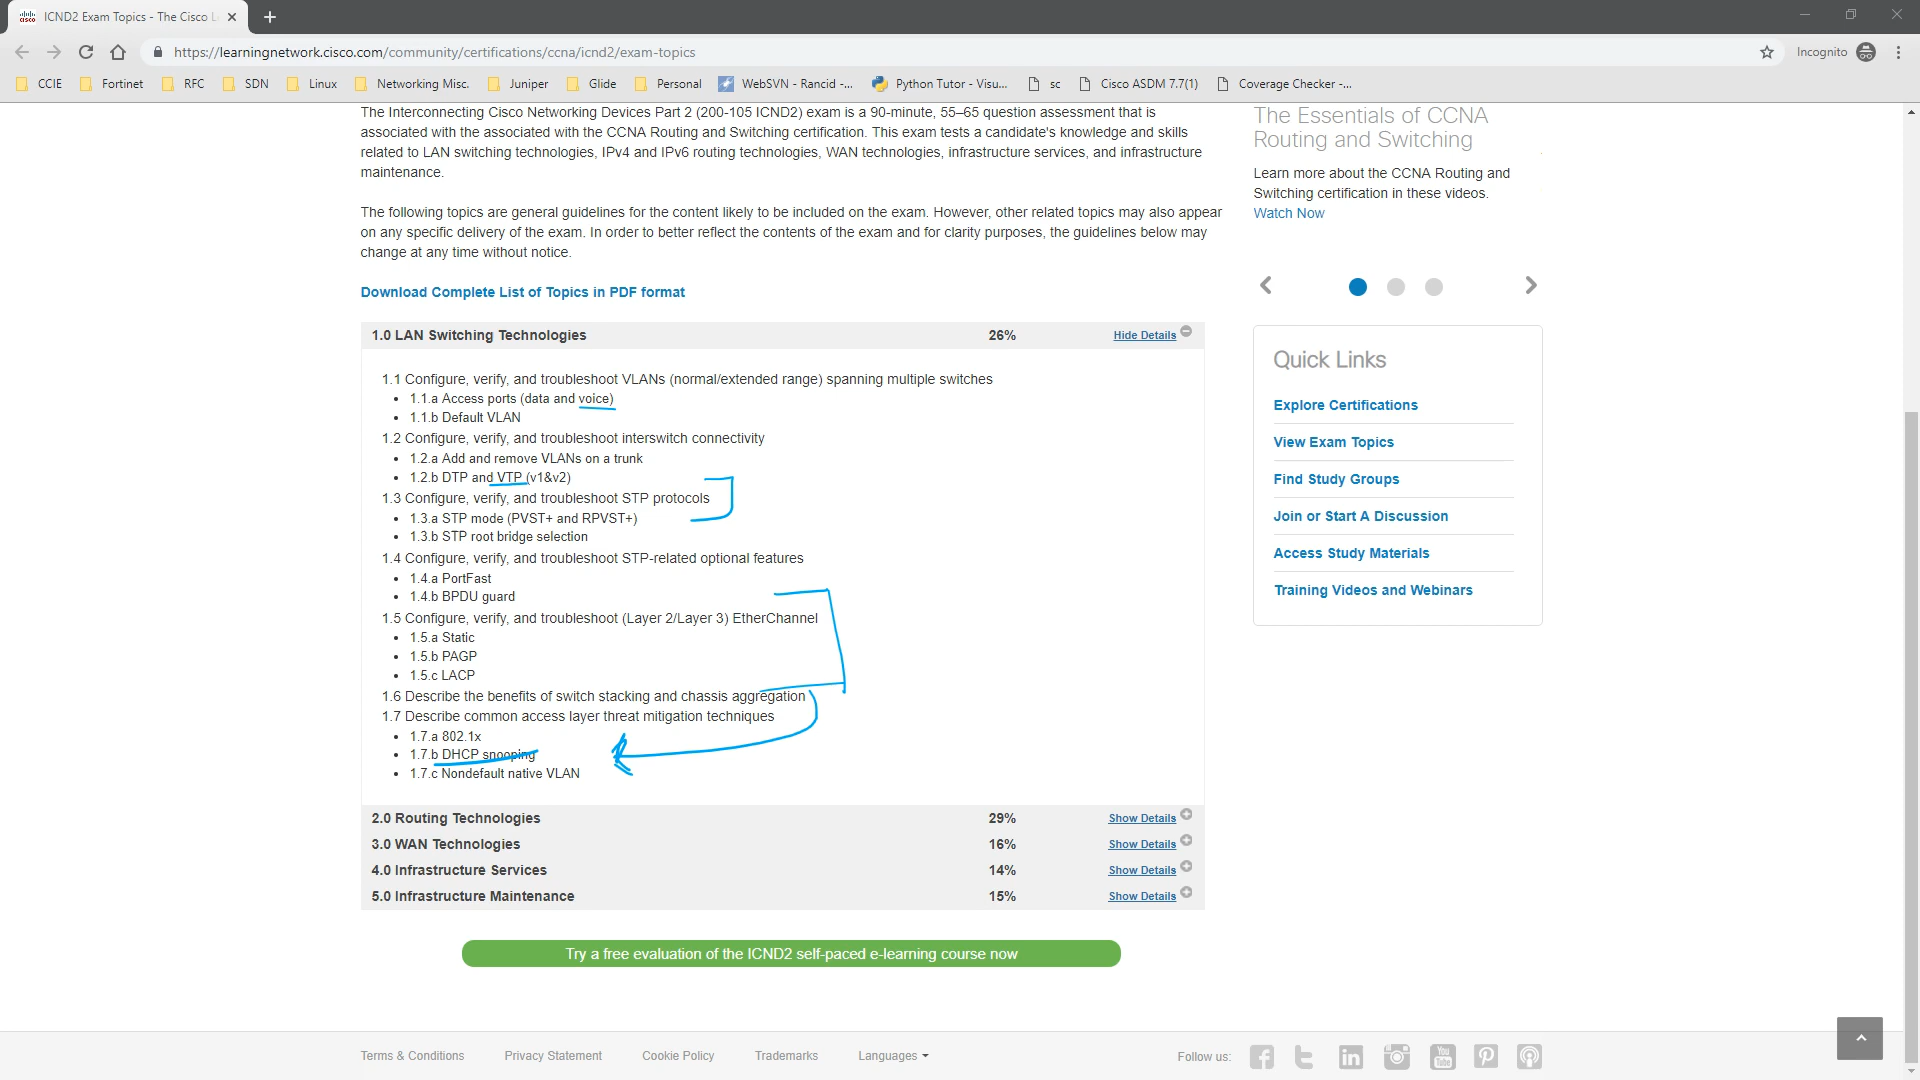 ICND2 Exam Topics - The Cisco L
https://learningnetwork.cisco.com/community/certifications/ccna/icnd2/exam-topics
Incognito
CCIE
Fortinet
RFC
SDN
Linux
Networking Misc.
Juniper
Glide
Personal
WebSVN - Rancid -...
Python Tutor - Visu...
sc
Cisco ASDM 7.7(1)
Coverage Checker -...
The Interconnecting Cisco Networking Devices Part 2 (200-105 ICND2) exam is a 90-minute, 55–65 question assessment that is
associated with the associated with the CCNA Routing and Switching certification. This exam tests a candidate's knowledge and skills
related to LAN switching technologies, IPv4 and IPv6 routing technologies, WAN technologies, infrastructure services, and infrastructure
maintenance.
The following topics are general guidelines for the content likely to be included on the exam. However, other related topics may also appear
on any specific delivery of the exam. In order to better reflect the contents of the exam and for clarity purposes, the guidelines below may
change at any time without notice.
Download Complete List of Topics in PDF format
1.0 LAN Switching Technologies 26% Hide Details
1.1 Configure, verify, and troubleshoot VLANs (normal/extended range) spanning multiple switches
• 1.1.a Access ports (data and voice)
• 1.1.b Default VLAN
1.2 Configure, verify, and troubleshoot interswitch connectivity
• 1.2.a Add and remove VLANs on a trunk
• 1.2.b DTP and VTP (v1&v2)
1.3 Configure, verify, and troubleshoot STP protocols
• 1.3.a STP mode (PVST+ and RPVST+)
• 1.3.b STP root bridge selection
1.4 Configure, verify, and troubleshoot STP-related optional features
• 1.4.a PortFast
• 1.4.b BPDU guard
1.5 Configure, verify, and troubleshoot (Layer 2/Layer 3) EtherChannel
• 1.5.a Static
• 1.5.b PAGP
• 1.5.c LACP
1.6 Describe the benefits of switch stacking and chassis aggregation
1.7 Describe common access layer threat mitigation techniques
• 1.7.a 802.1x
• 1.7.b DHCP snooping
• 1.7.c Nondefault native VLAN
2.0 Routing Technologies 29% Show Details
3.0 WAN Technologies 16% Show Details
4.0 Infrastructure Services 14% Show Details
5.0 Infrastructure Maintenance 15% Show Details
Try a free evaluation of the ICND2 self-paced e-learning course now
The Essentials of CCNA
Routing and Switching
Learn more about the CCNA Routing and
Switching certification in these videos.
Watch Now
Quick Links
Explore Certifications
View Exam Topics
Find Study Groups
Join or Start A Discussion
Access Study Materials
Training Videos and Webinars
Terms & Conditions
Privacy Statement
Cookie Policy
Trademarks
Languages
Follow us: